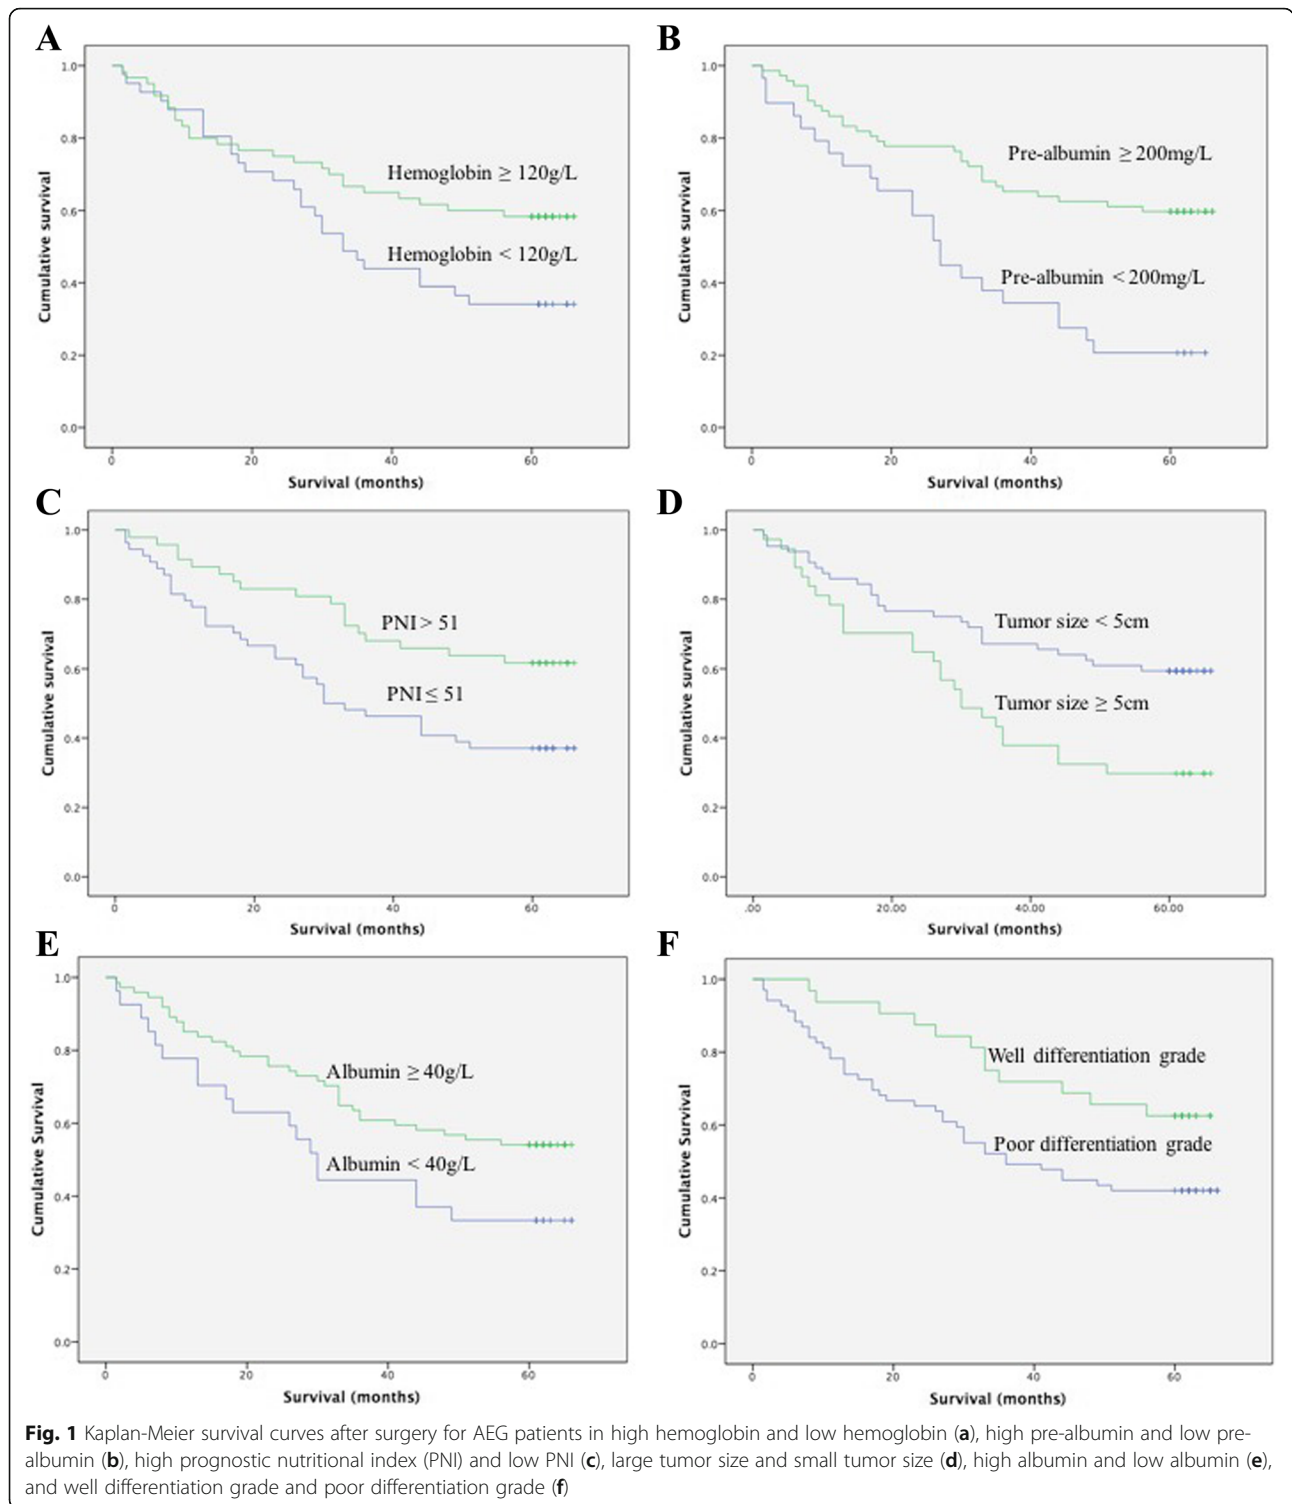 A
1.0
0.8
0.6
0.4
0.2
0.0
Cumulative survival
Hemoglobin ≥ 120g/L
Hemoglobin < 120g/L
0 20 40 60
Survival (months)
B
1.0
0.8
0.6
0.4
0.2
0.0
Cumulative survival
Pre-albumin ≥ 200mg/L
Pre-albumin < 200mg/L
0 20 40 60
Survival (months)
C
1.0
0.8
0.6
0.4
0.2
0.0
Cumulative survival
PNI > 51
PNI ≤ 51
0 20 40 60
Survival (months)
D
1.0
0.8
0.6
0.4
0.2
0.0
Cumulative survival
Tumor size < 5cm
Tumor size ≥ 5cm
.00 20.00 40.00 60.00
Survival (months)
E
1.0
0.8
0.6
0.4
0.2
0.0
Cumulative Survival
Albumin ≥ 40g/L
Albumin < 40g/L
0 20 40 60
Survival (months)
F
1.0
0.8
0.6
0.4
0.2
0.0
Cumulative Survival
Well differentiation grade
Poor differentiation grade
0 20 40 60
Survival (months)
Fig. 1 Kaplan-Meier survival curves after surgery for AEG patients in high hemoglobin and low hemoglobin (a), high pre-albumin and low pre-
albumin (b), high prognostic nutritional index (PNI) and low PNI (c), large tumor size and small tumor size (d), high albumin and low albumin (e),
and well differentiation grade and poor differentiation grade (f)